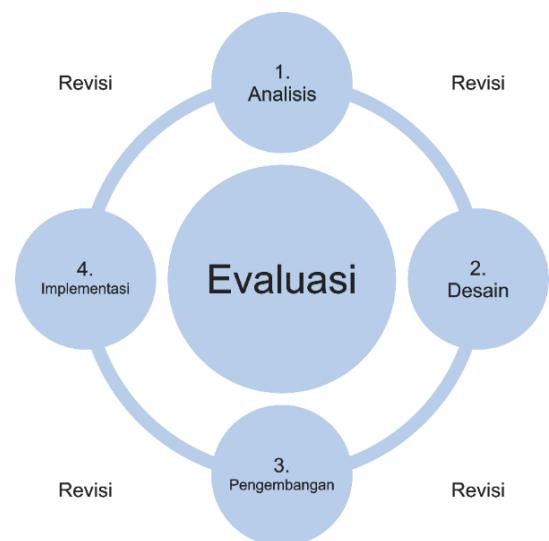 1.
Analisis
Revisi
Revisi
4.
Implementasi
Evaluasi
2.
Desain
3.
Pengembangan
Revisi
Revisi